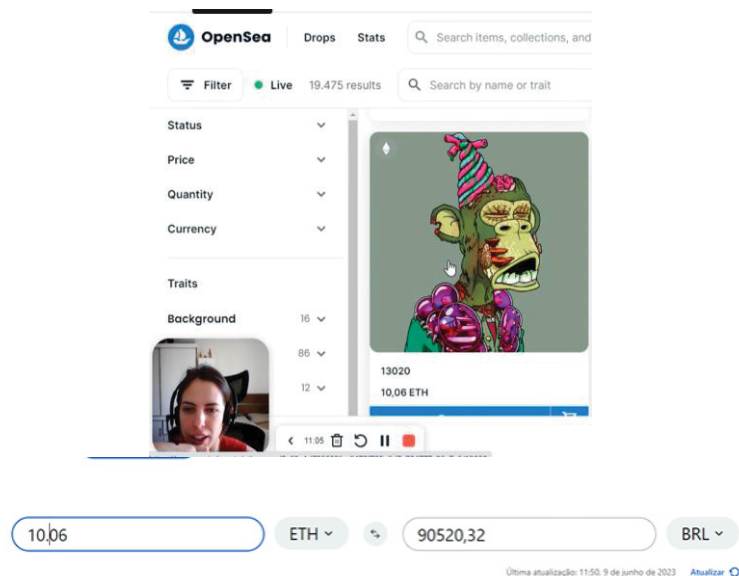 OpenSea Drops Stats Search items, collections, and
Filter Live 19.475 results Search by name or trait
Status
Price
Quantity
Currency
Traits
Background 16
86
12
13020
10,06 ETH
11:05
10.06 ETH 90520,32 BRL
Última atualização: 11:50, 9 de junho de 2023 Atualizar